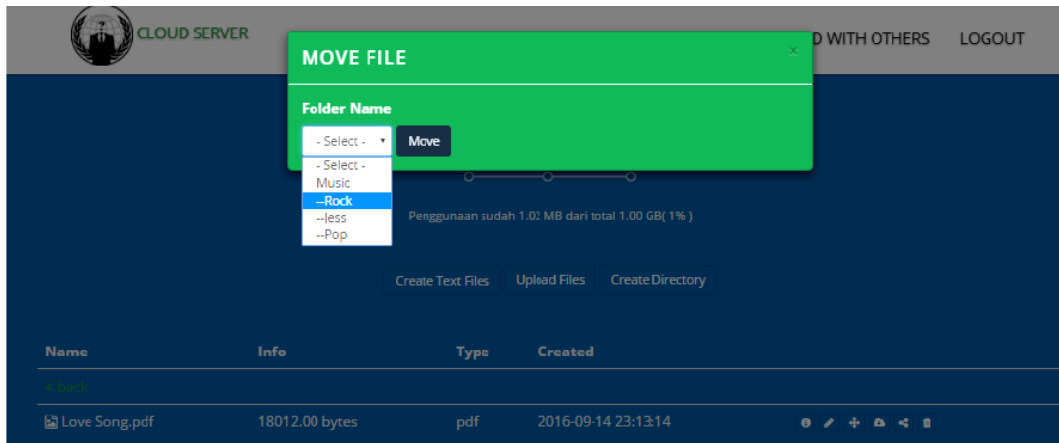 CLOUD SERVER
D WITH OTHERS LOGOUT
MOVE FILE ×
Folder Name
- Select - Move
- Select -
Music
--Rock
--Jess
--Pop
Penggunaan sudah 1.02 MB dari total 1.00 GB( 1% )
Create Text Files Upload Files Create Directory
Name Info Type Created
« back
Love Song.pdf 18012.00 bytes pdf 2016-09-14 23:13:14